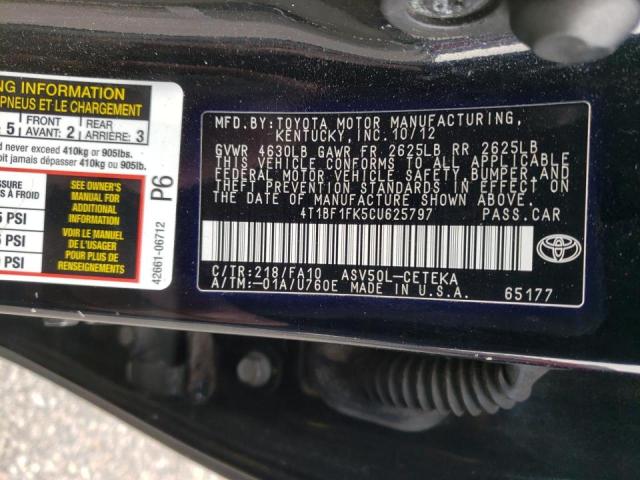 NG INFORMATION
PNEUS ET LE CHARGEMENT
5 FRONT AVANT: 2 REAR ARRIÈRE: 3
d never exceed 410kg or 905lbs.
oit jamais dépasser 410kg or 905lb.
À FROID
SEE OWNER'S
MANUAL FOR
ADDITIONAL
INFORMATION
VOIR LE MANUEL
DE L'USAGER
POUR PLUS DE
RENSEIGNEMENTS
PSI
5 PSI
PSI
P6
42661-06712
MFD.BY:TOYOTA MOTOR MANUFACTURING,
KENTUCKY, INC. 10/12
GVWR 4630LB GAWR FR 2625LB RR 2625LB
THIS VEHICLE CONFORMS TO ALL APPLICABLE
FEDERAL MOTOR VEHICLE SAFETY, BUMPER, AND
THEFT PREVENTION STANDARDS IN EFFECT ON
THE DATE OF MANUFACTURE SHOWN ABOVE.
4T1BF1FK5CU625797 PASS.CAR
C/TR:218/FA10 ASV50L-CETEKA
A/TM:-01A/U760E MADE IN U.S.A.
65177
TOYOTA